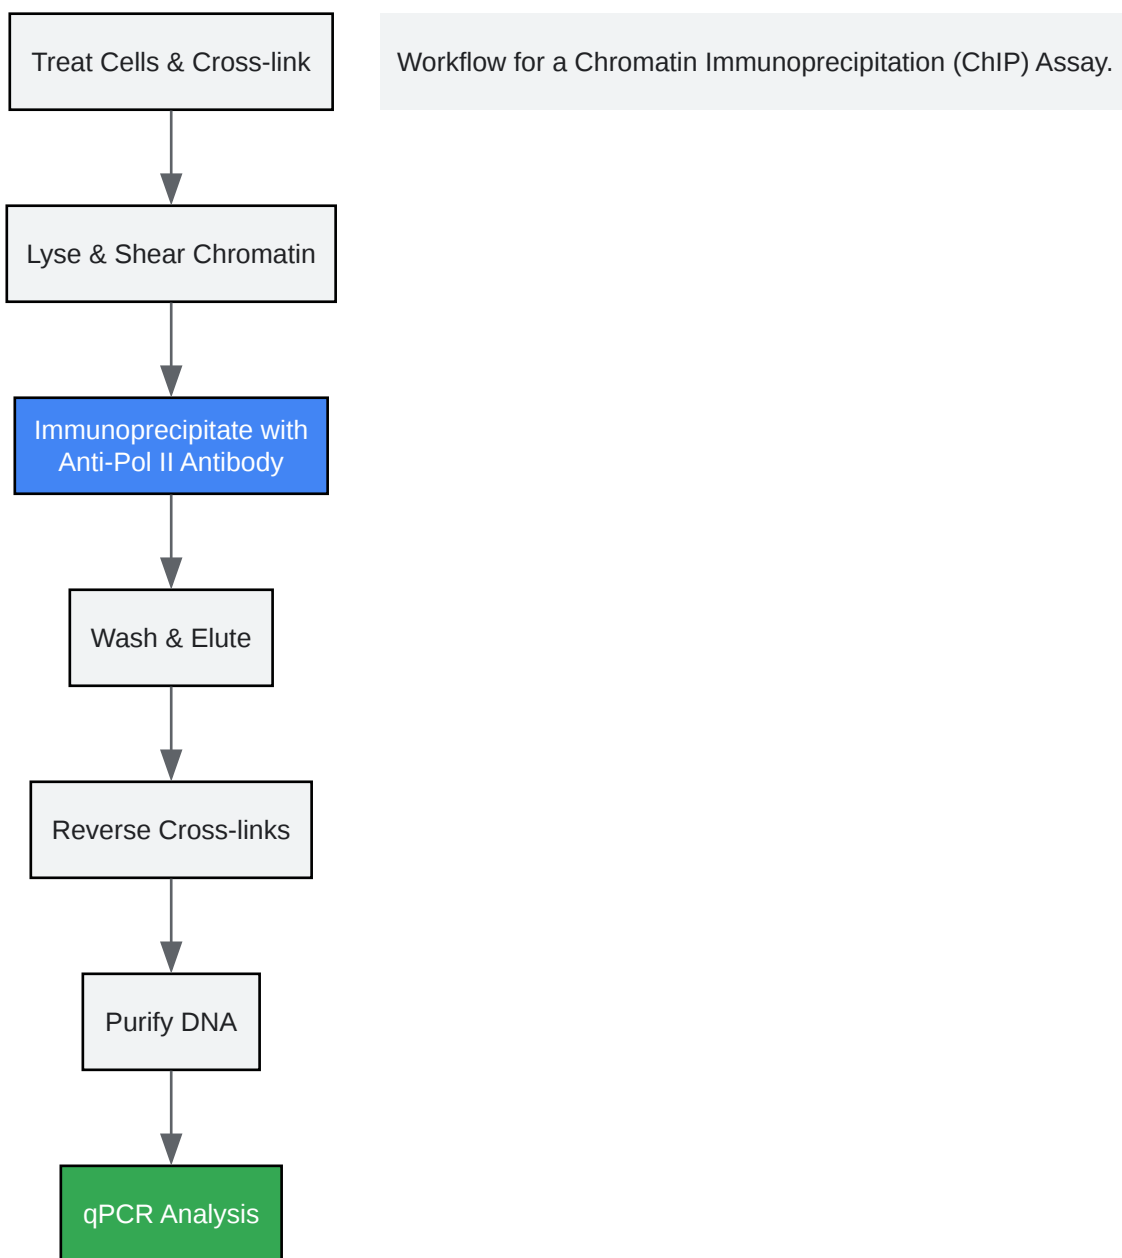 Treat Cells & Cross-link
Workflow for a Chromatin Immunoprecipitation (ChIP) Assay.
Lyse & Shear Chromatin
Immunoprecipitate with
Anti-Pol II Antibody
Wash & Elute
Reverse Cross-links
Purify DNA
qPCR Analysis